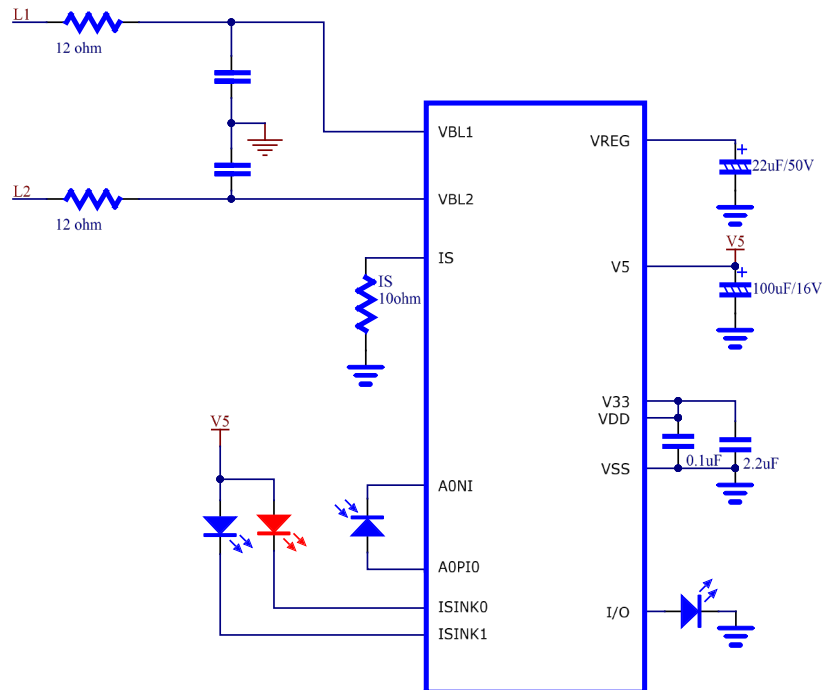 L1
12 ohm
VBL1
VREG
+
22uF/50V
L2
12 ohm
VBL2
IS
V5
V5
+
100uF/16V
IS
10ohm
V33
VDD
0.1uF
2.2uF
VSS
V5
A0NI
A0PI0
ISINK0
I/O
ISINK1